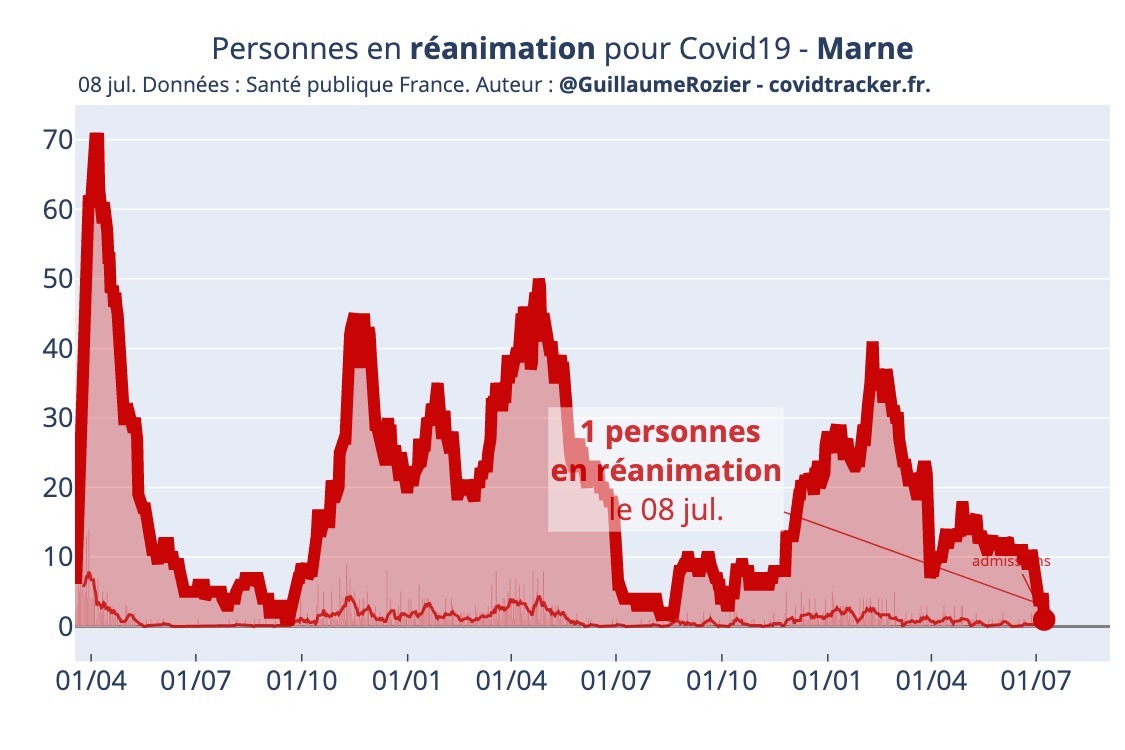 Personnes en réanimation pour Covid19 - Marne
08 jul. Données : Santé publique France. Auteur : @GuillaumeRozier - covidtracker.fr.
70
60
50
40
30
1 personnes
en réanimation
20
le 08 jul.
10
admissions
0
01/04 01/07 01/10 01/01 01/04 01/07 01/10 01/01 01/04 01/07